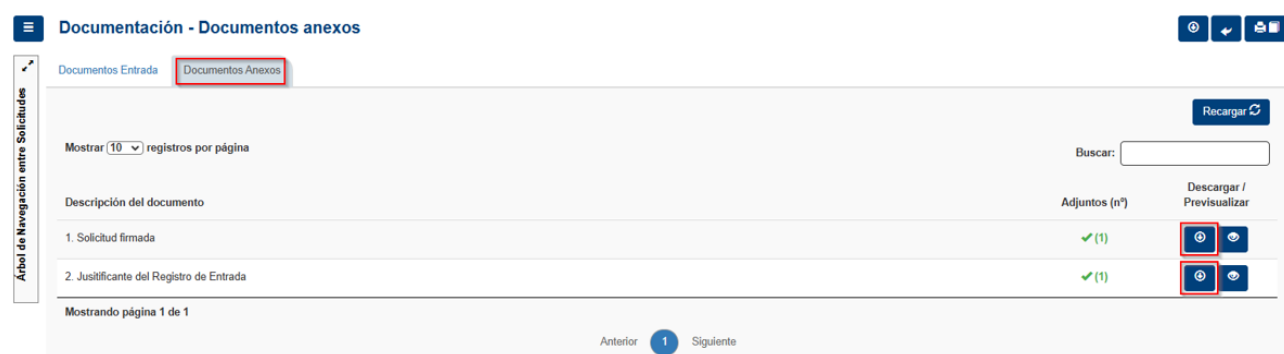 Documentación - Documentos anexos
Documentos Entrada Documentos Anexos
Árbol de Navegación entre Solicitudes
Recargar
Mostrar 10 registros por página
Buscar:
Descripción del documento Adjuntos (nº) Descargar / Previsualizar
1. Solicitud firmada (1)
2. Jusitificante del Registro de Entrada (1)
Mostrando página 1 de 1
Anterior 1 Siguiente